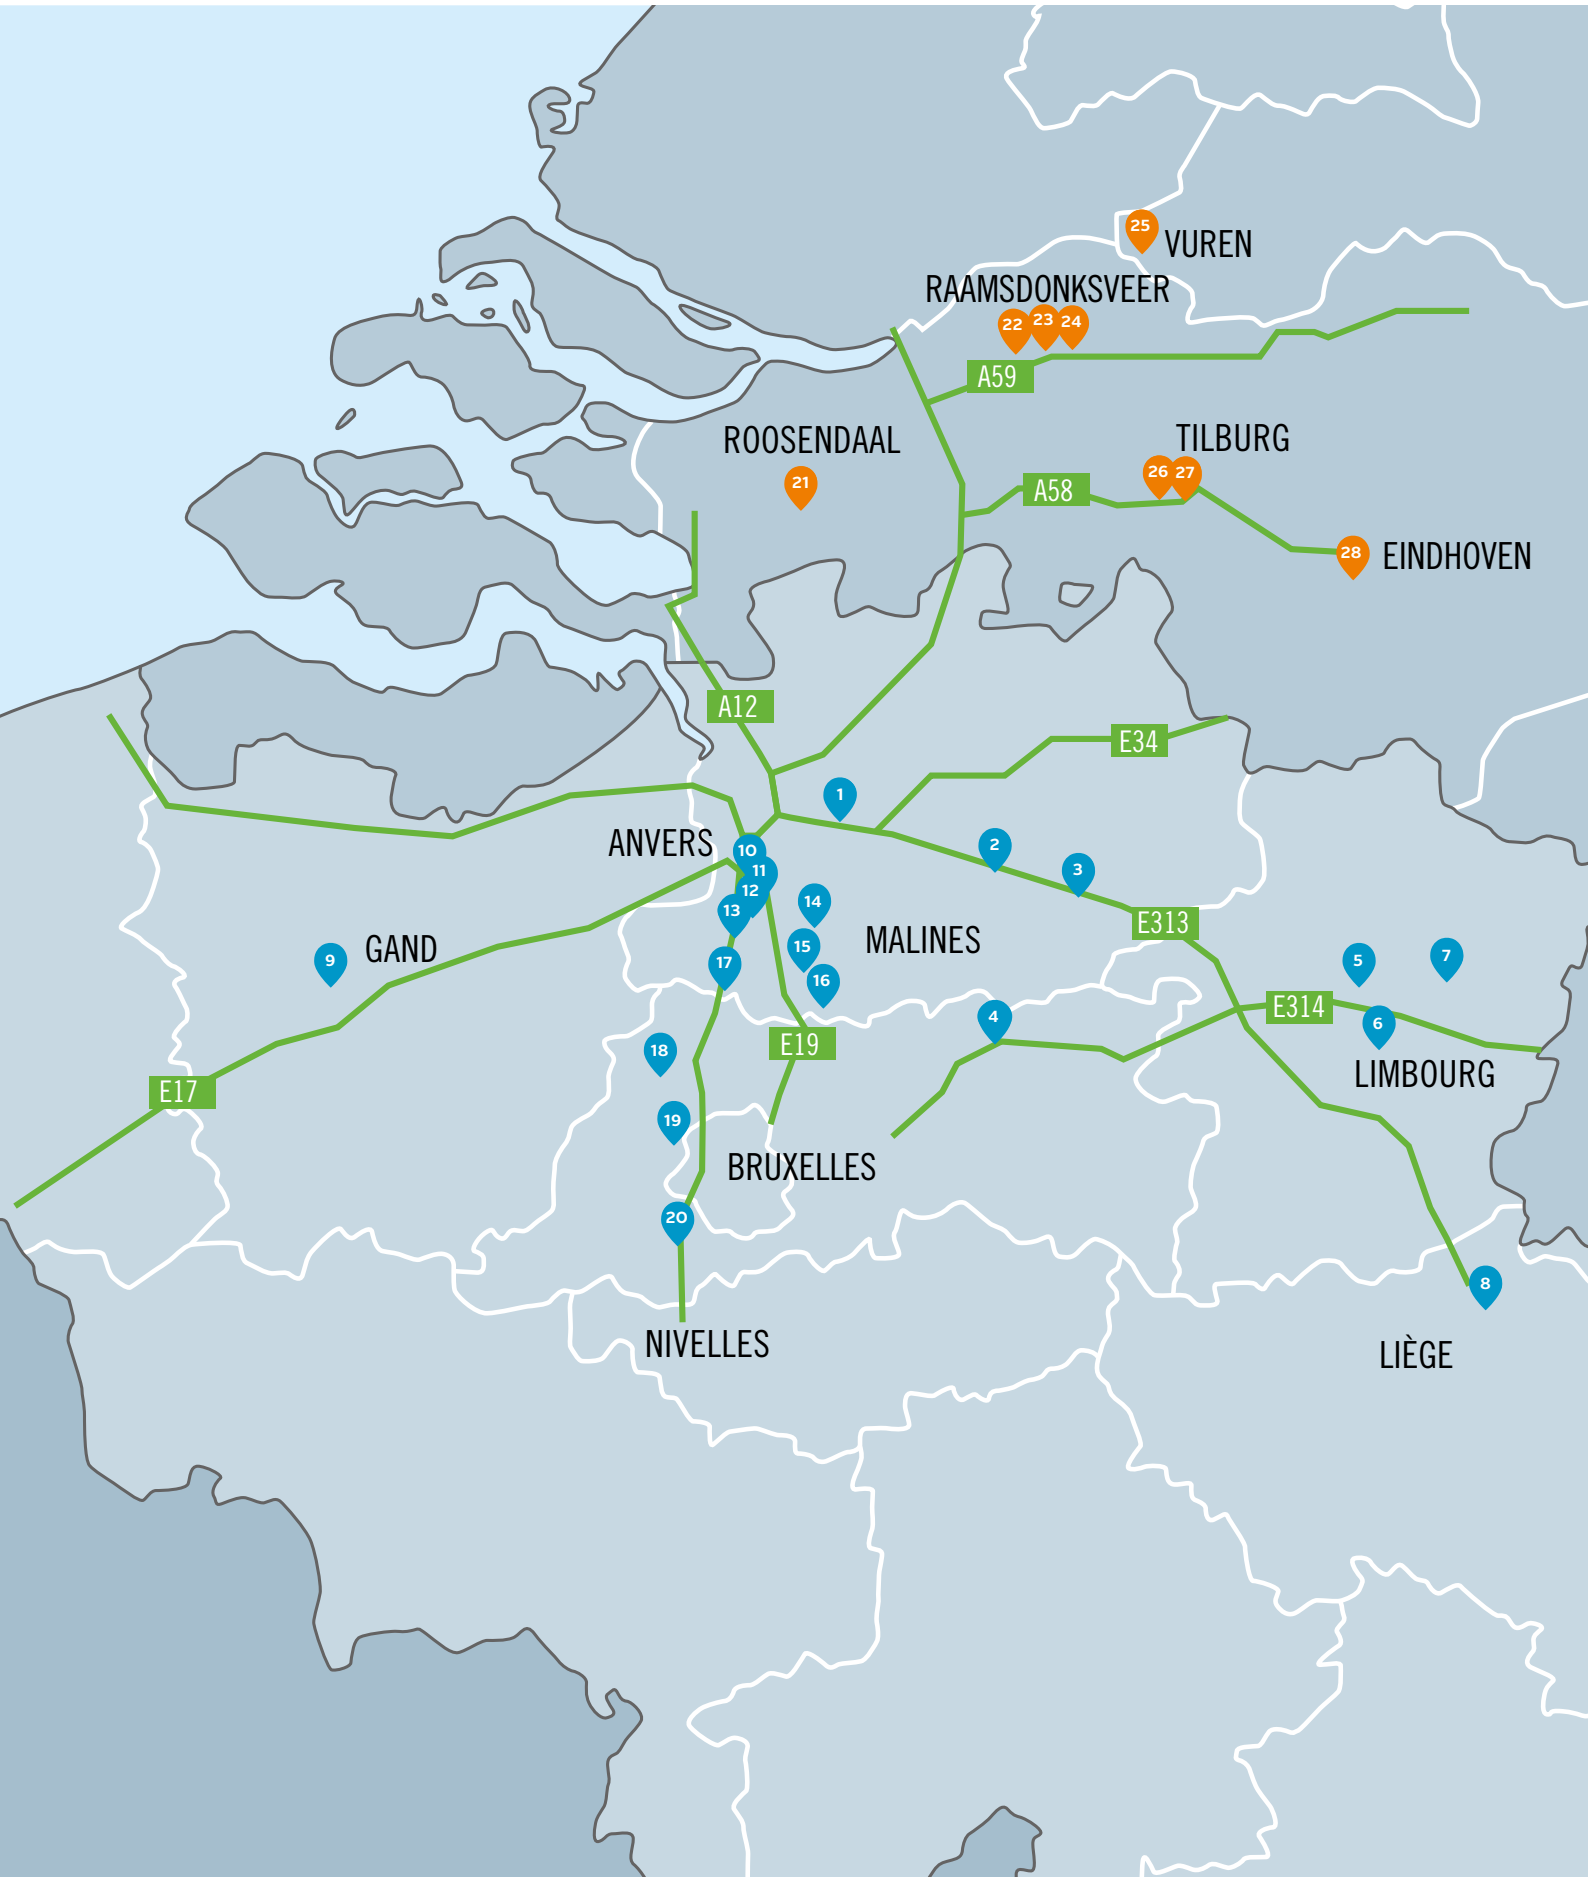 25
VUREN
RAAMSDONKSVEER
22 23 24
A59
ROOSENDAAL
TILBURG
21
26 27
A58
28
EINDHOVEN
A12
E34
1
ANVERS
10
2
11
3
12
13
14
E313
GAND
MALINES
9
15
17
16
5
7
E314
4
6
E19
18
LIMBOURG
E17
19
BRUXELLES
20
8
NIVELLES
LIÈGE